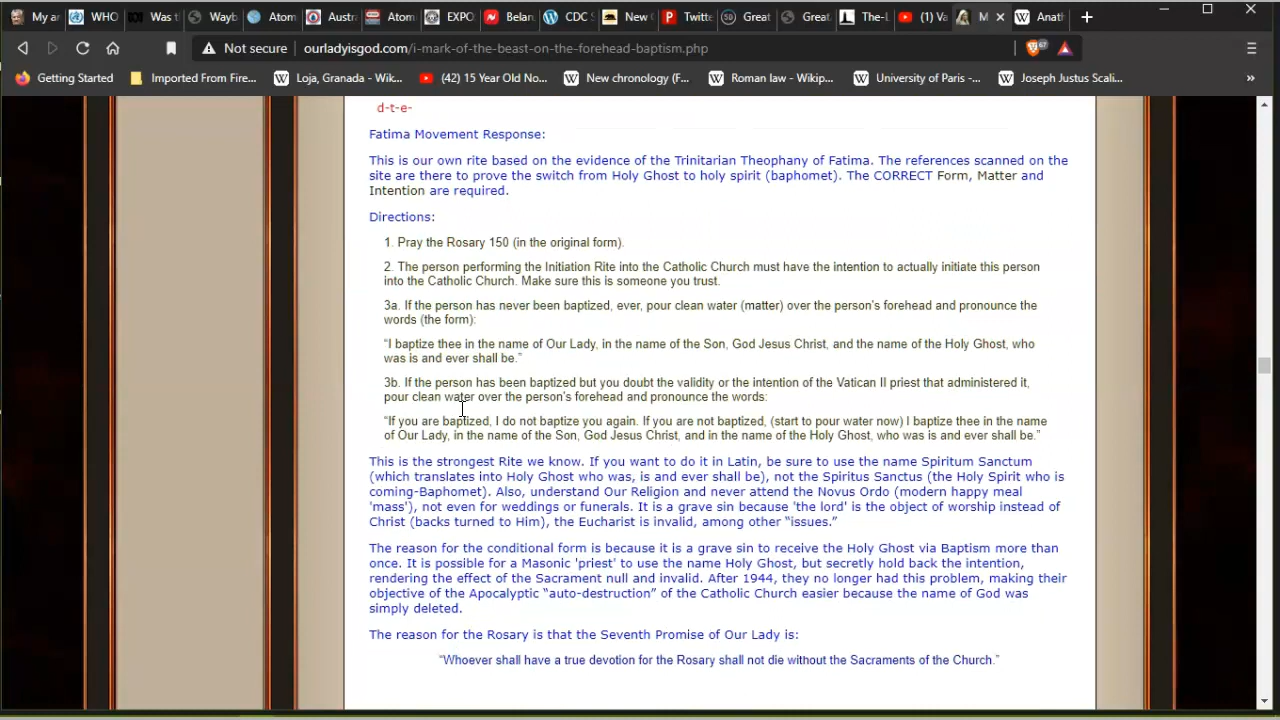 My ar
WHO
Was t
Wayb
Atom
Austr
Atom
EXPO
Belan
CDC S
New C
Twitte
Great
Great
The-L
(1) Va
M
Anath
Not secure
ourladyisgod.com/i-mark-of-the-beast-on-the-forehead-baptism.php
67
Getting Started
Imported From Fire...
Loja, Granada - Wik...
(42) 15 Year Old No...
New chronology (F...
Roman law - Wikip...
University of Paris -...
Joseph Justus Scali...
»
d-t-e-
Fatima Movement Response:
This is our own rite based on the evidence of the Trinitarian Theophany of Fatima. The references scanned on the
site are there to prove the switch from Holy Ghost to holy spirit (baphomet). The CORRECT Form, Matter and
Intention are required.
Directions:
1. Pray the Rosary 150 (in the original form).
2. The person performing the Initiation Rite into the Catholic Church must have the intention to actually initiate this person
into the Catholic Church. Make sure this is someone you trust.
3a. If the person has never been baptized, ever, pour clean water (matter) over the person's forehead and pronounce the
words (the form):
“I baptize thee in the name of Our Lady, in the name of the Son, God Jesus Christ, and the name of the Holy Ghost, who
was is and ever shall be.”
3b. If the person has been baptized but you doubt the validity or the intention of the Vatican II priest that administered it,
pour clean water over the person's forehead and pronounce the words:
“If you are baptized, I do not baptize you again. If you are not baptized, (start to pour water now) I baptize thee in the name
of Our Lady, in the name of the Son, God Jesus Christ, and in the name of the Holy Ghost, who was is and ever shall be.”
This is the strongest Rite we know. If you want to do it in Latin, be sure to use the name Spiritum Sanctum
(which translates into Holy Ghost who was, is and ever shall be), not the Spiritus Sanctus (the Holy Spirit who is
coming-Baphomet). Also, understand Our Religion and never attend the Novus Ordo (modern happy meal
'mass'), not even for weddings or funerals. It is a grave sin because 'the lord' is the object of worship instead of
Christ (backs turned to Him), the Eucharist is invalid, among other “issues.”
The reason for the conditional form is because it is a grave sin to receive the Holy Ghost via Baptism more than
once. It is possible for a Masonic 'priest' to use the name Holy Ghost, but secretly hold back the intention,
rendering the effect of the Sacrament null and invalid. After 1944, they no longer had this problem, making their
objective of the Apocalyptic “auto-destruction” of the Catholic Church easier because the name of God was
simply deleted.
The reason for the Rosary is that the Seventh Promise of Our Lady is:
“Whoever shall have a true devotion for the Rosary shall not die without the Sacraments of the Church.”